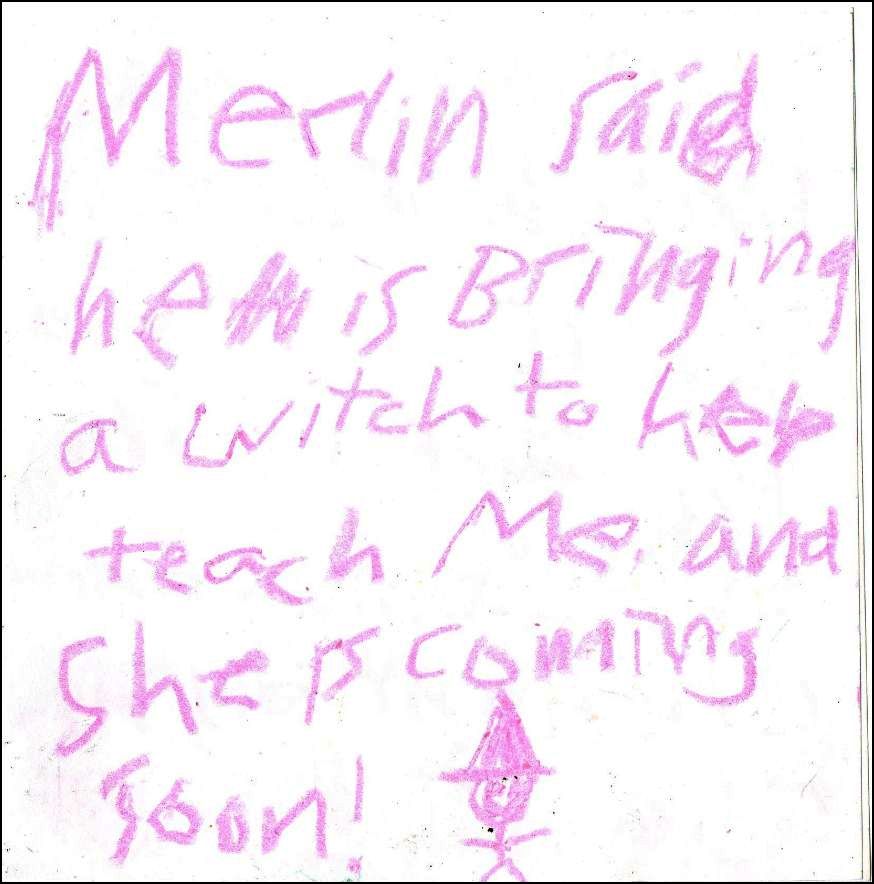 Merlin said
he is Bringing
a witch to help
teach Me, and
She is coming
Soon!